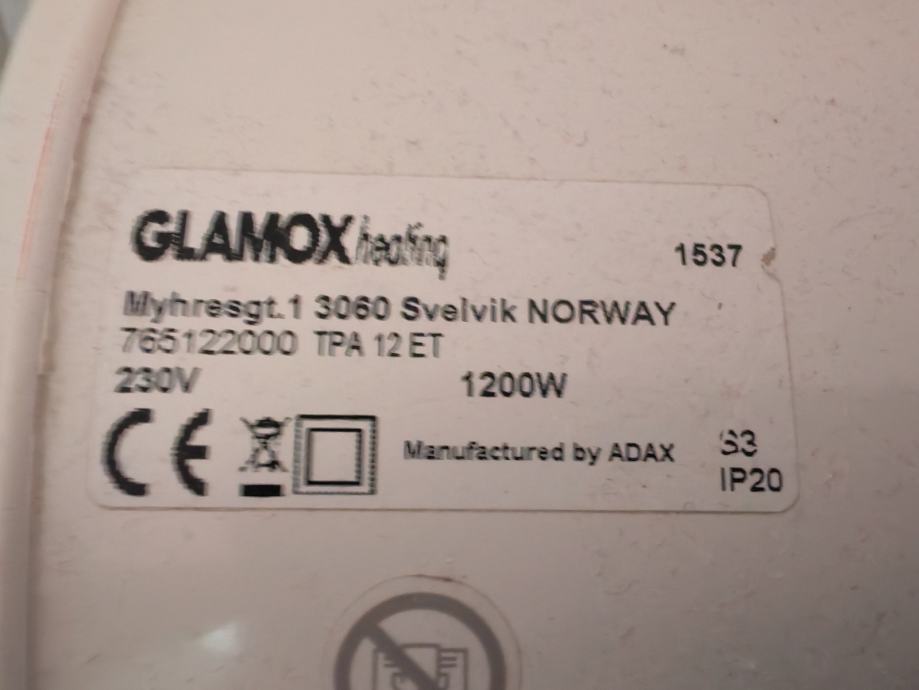 GLAMOX heating
1537
Myhresgt.1 3060 Svelvik NORWAY
765122000 TPA 12 ET
230V 1200W
CE Manufactured by ADAX S3
IP20